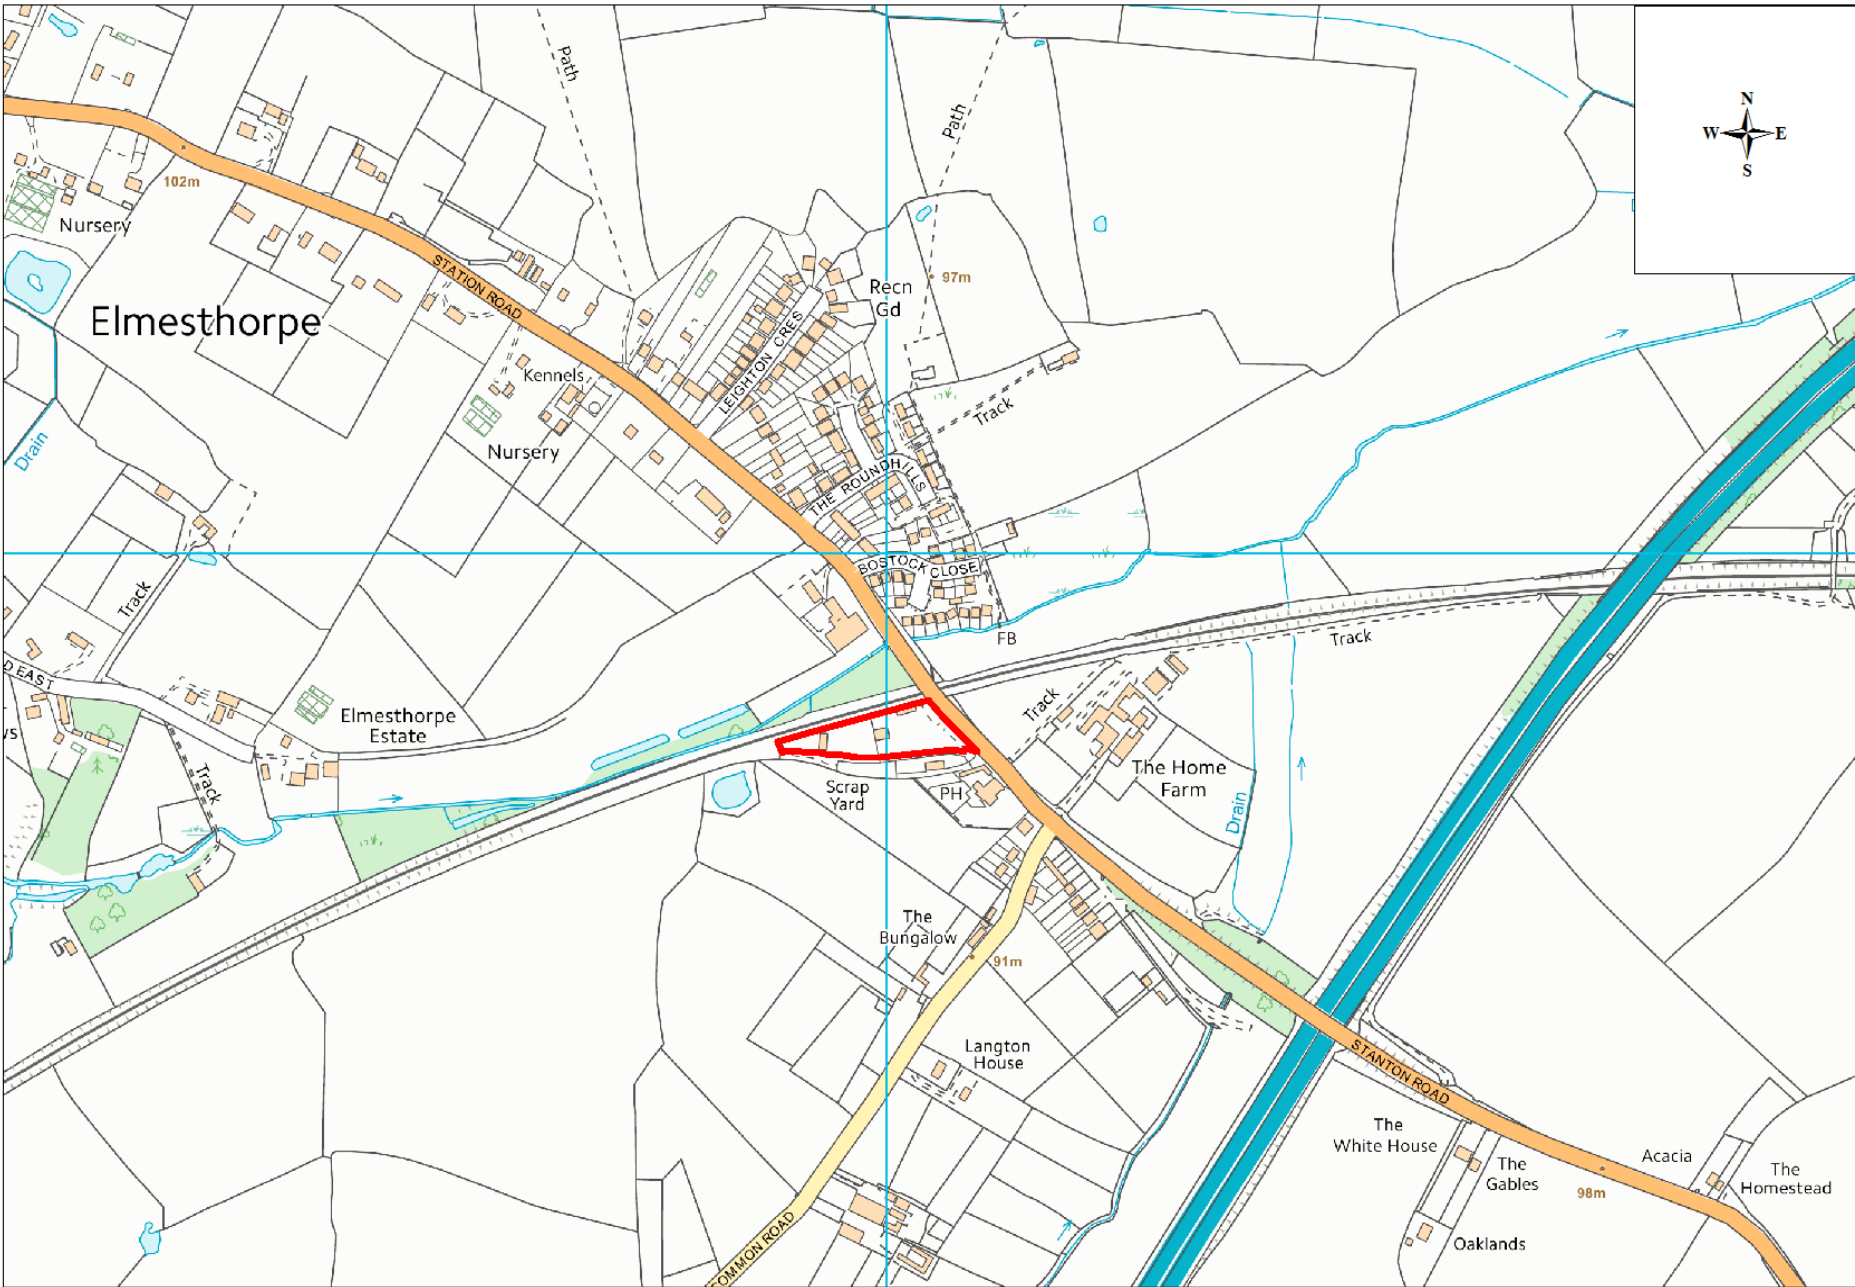 Path
Path
N
W
E
S
102m
Nursery
STATION ROAD
Elmesthorpe
Recn
Gd
97m
LEIGHTON CRES
Kennels
Nursery
Track
Drain
THE ROUNDHILLS
BOSTOCK CLOSE
Track
FB
Track
D EAST
Elmesthorpe
Estate
Track
Track
The Home
Farm
Scrap
Yard
PH
Drain
The
Bungalow
91m
Langton
House
STANTON ROAD
The
White House
The
Gables
Acacia
The
Homestead
98m
Oaklands
COMMON ROAD